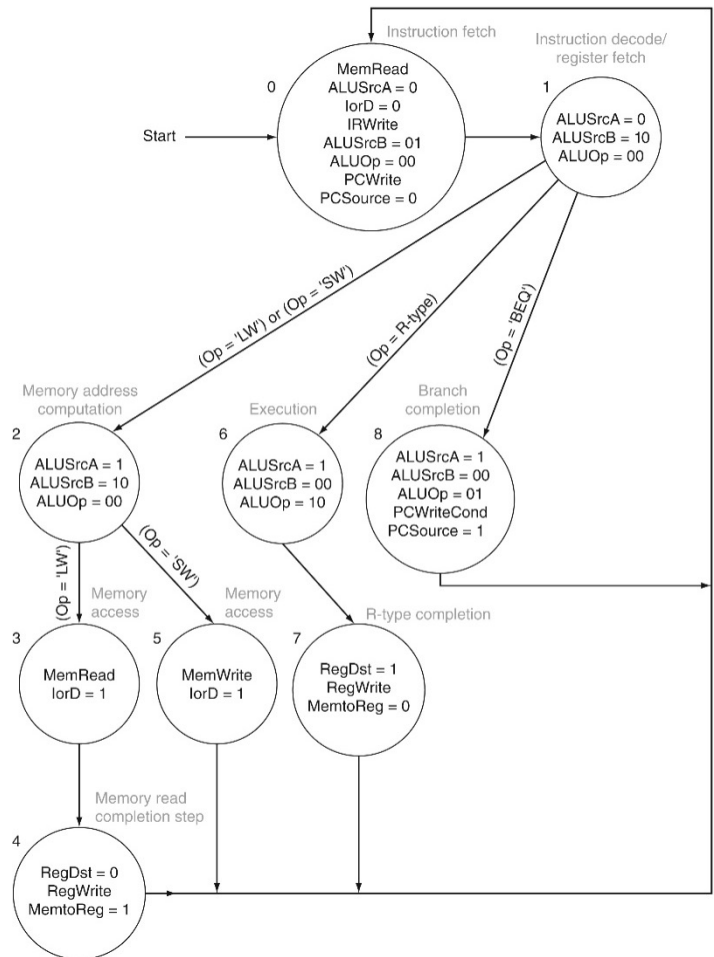 Instruction fetch
Instruction decode/
register fetch
0
MemRead
ALUSrcA = 0
IorD = 0
IRWrite
ALUSrcB = 01
ALUOp = 00
PCWrite
PCSource = 0
Start
1
ALUSrcA = 0
ALUSrcB = 10
ALUOp = 00
(Op = 'LW') or (Op = 'SW')
(Op = R-type)
(Op = 'BEQ')
Memory address
computation
2
ALUSrcA = 1
ALUSrcB = 10
ALUOp = 00
Execution
6
ALUSrcA = 1
ALUSrcB = 00
ALUOp = 10
Branch
completion
8
ALUSrcA = 1
ALUSrcB = 00
ALUOp = 01
PCWriteCond
PCSource = 1
(Op = 'LW')
(Op = 'SW')
Memory
access
3
MemRead
IorD = 1
Memory
access
5
MemWrite
IorD = 1
R-type completion
7
RegDst = 1
RegWrite
MemtoReg = 0
Memory read
completion step
4
RegDst = 0
RegWrite
MemtoReg = 1